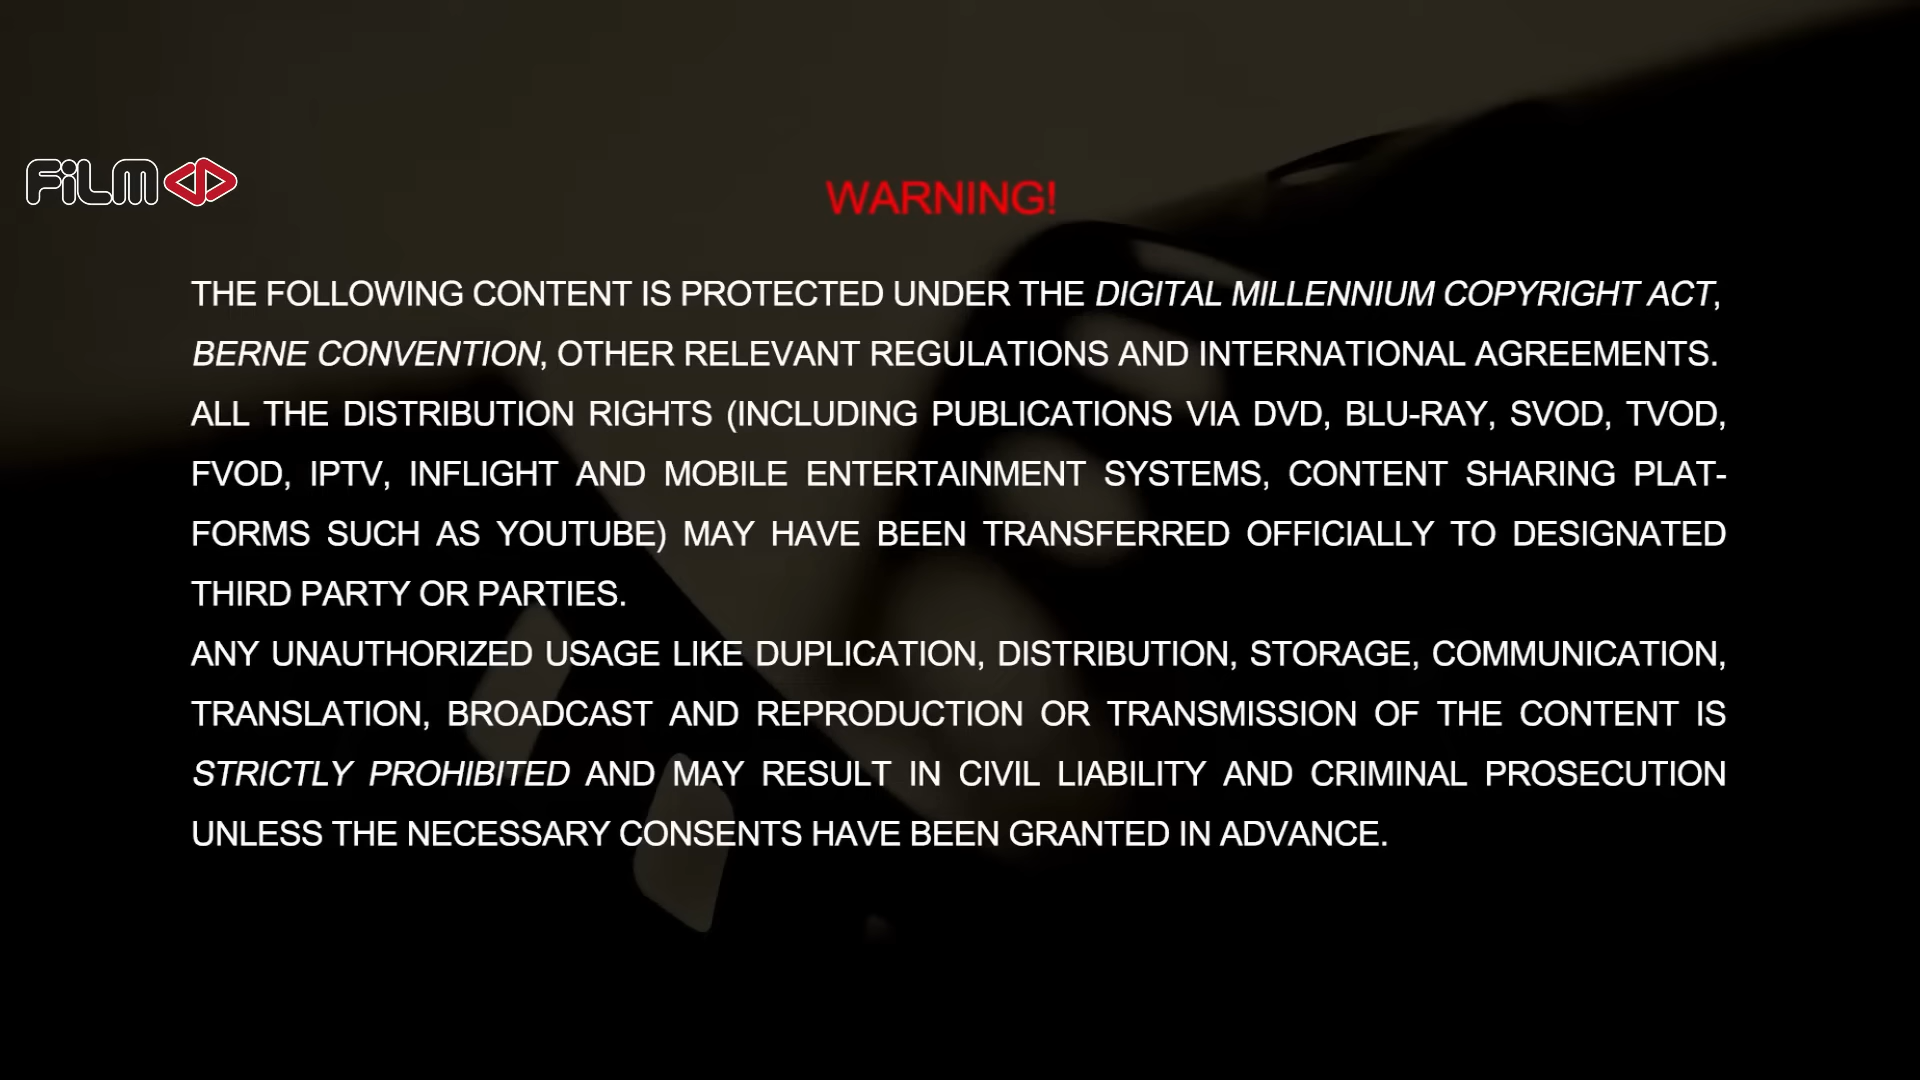 FiLM
WARNING!
THE FOLLOWING CONTENT IS PROTECTED UNDER THE DIGITAL MILLENNIUM COPYRIGHT ACT,
BERNE CONVENTION, OTHER RELEVANT REGULATIONS AND INTERNATIONAL AGREEMENTS.
ALL THE DISTRIBUTION RIGHTS (INCLUDING PUBLICATIONS VIA DVD, BLU-RAY, SVOD, TVOD,
FVOD, IPTV, INFLIGHT AND MOBILE ENTERTAINMENT SYSTEMS, CONTENT SHARING PLAT-
FORMS SUCH AS YOUTUBE) MAY HAVE BEEN TRANSFERRED OFFICIALLY TO DESIGNATED
THIRD PARTY OR PARTIES.
ANY UNAUTHORIZED USAGE LIKE DUPLICATION, DISTRIBUTION, STORAGE, COMMUNICATION,
TRANSLATION, BROADCAST AND REPRODUCTION OR TRANSMISSION OF THE CONTENT IS
STRICTLY PROHIBITED AND MAY RESULT IN CIVIL LIABILITY AND CRIMINAL PROSECUTION
UNLESS THE NECESSARY CONSENTS HAVE BEEN GRANTED IN ADVANCE.